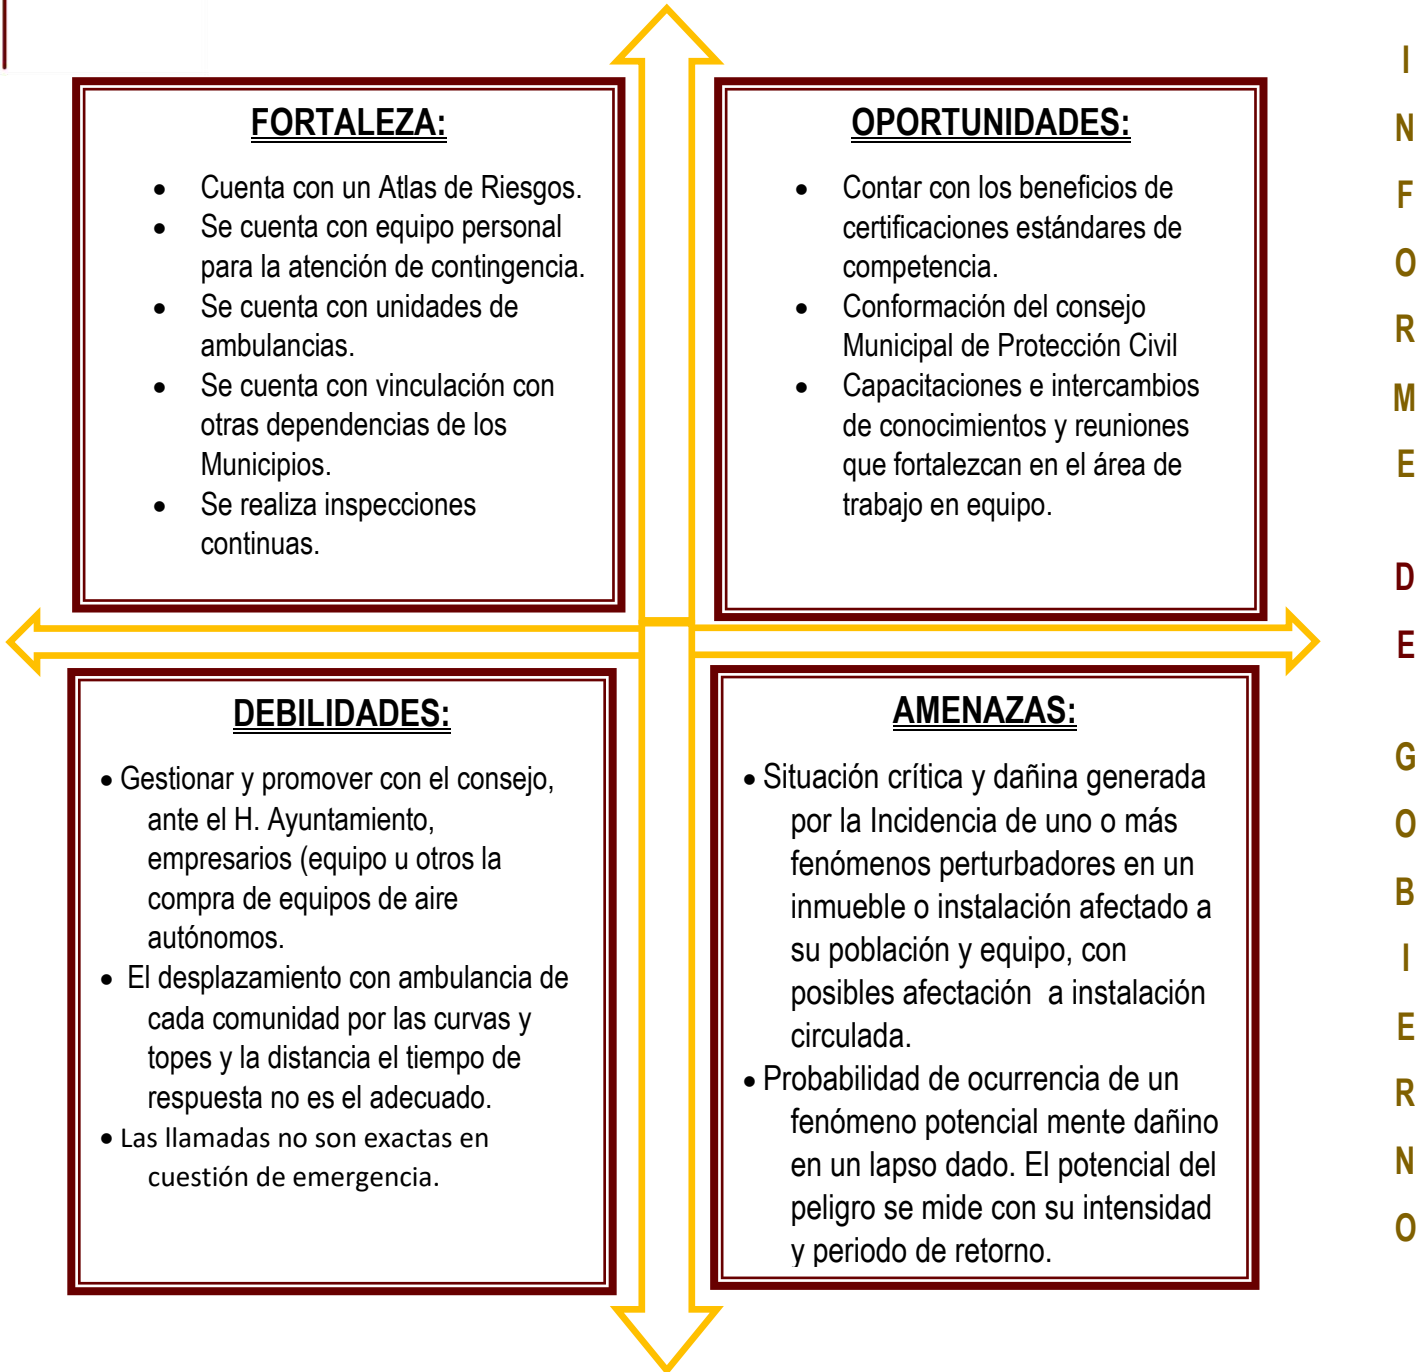 FORTALEZA:
• Cuenta con un Atlas de Riesgos.
• Se cuenta con equipo personal
para la atención de contingencia.
• Se cuenta con unidades de
ambulancias.
• Se cuenta con vinculación con
otras dependencias de los
Municipios.
• Se realiza inspecciones
continuas.
OPORTUNIDADES:
• Contar con los beneficios de
certificaciones estándares de
competencia.
• Conformación del consejo
Municipal de Protección Civil
• Capacitaciones e intercambios
de conocimientos y reuniones
que fortalezcan en el área de
trabajo en equipo.
DEBILIDADES:
• Gestionar y promover con el consejo,
ante el H. Ayuntamiento,
empresarios (equipo u otros la
compra de equipos de aire
autónomos.
• El desplazamiento con ambulancia de
cada comunidad por las curvas y
topes y la distancia el tiempo de
respuesta no es el adecuado.
• Las llamadas no son exactas en
cuestión de emergencia.
AMENAZAS:
• Situación crítica y dañina generada
por la Incidencia de uno o más
fenómenos perturbadores en un
inmueble o instalación afectado a
su población y equipo, con
posibles afectación a instalación
circulada.
• Probabilidad de ocurrencia de un
fenómeno potencial mente dañino
en un lapso dado. El potencial del
peligro se mide con su intensidad
y periodo de retorno.
I
N
F
O
R
M
E
D
E
G
O
B
I
E
R
N
O